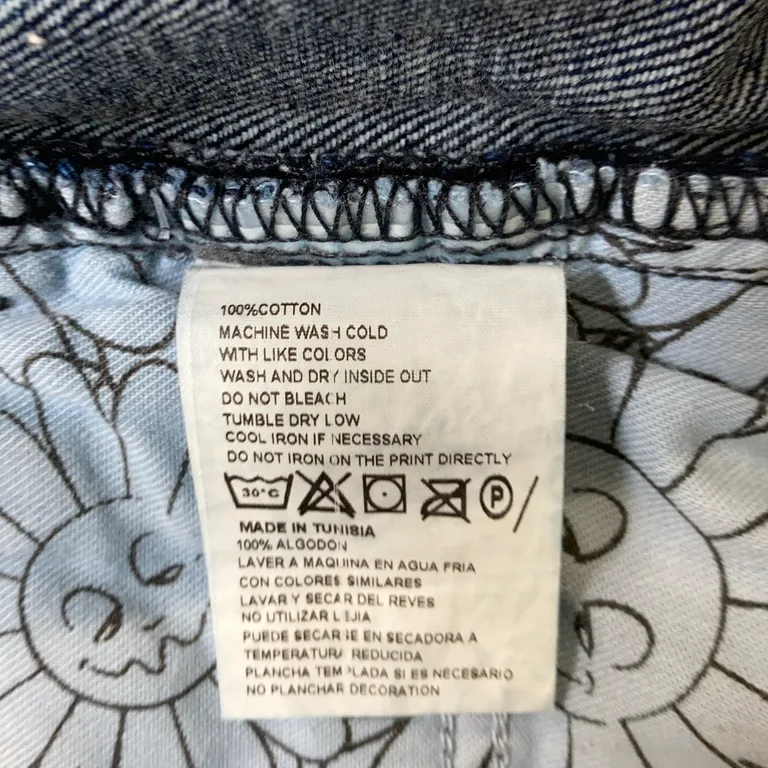 100%COTTON
MACHINE WASH COLD
WITH LIKE COLORS
WASH AND DRY INSIDE OUT
DO NOT BLEACH
TUMBLE DRY LOW
COOL IRON IF NECESSARY
DO NOT IRON ON THE PRINT DIRECTLY
30°C P
MADE IN TUNISIA
100% ALGODON
LAVER A MAQUINA EN AGUA FRIA
CON COLORES SIMILARES
LAVAR Y SECAR DEL REVES
NO UTILIZAR LEJIA
PUEDE SECARSE EN SECADORA A
TEMPERATURA REDUCIDA
PLANCHA TEMPLADA SI ES NECESARIO
NO PLANCHAR DECORATION